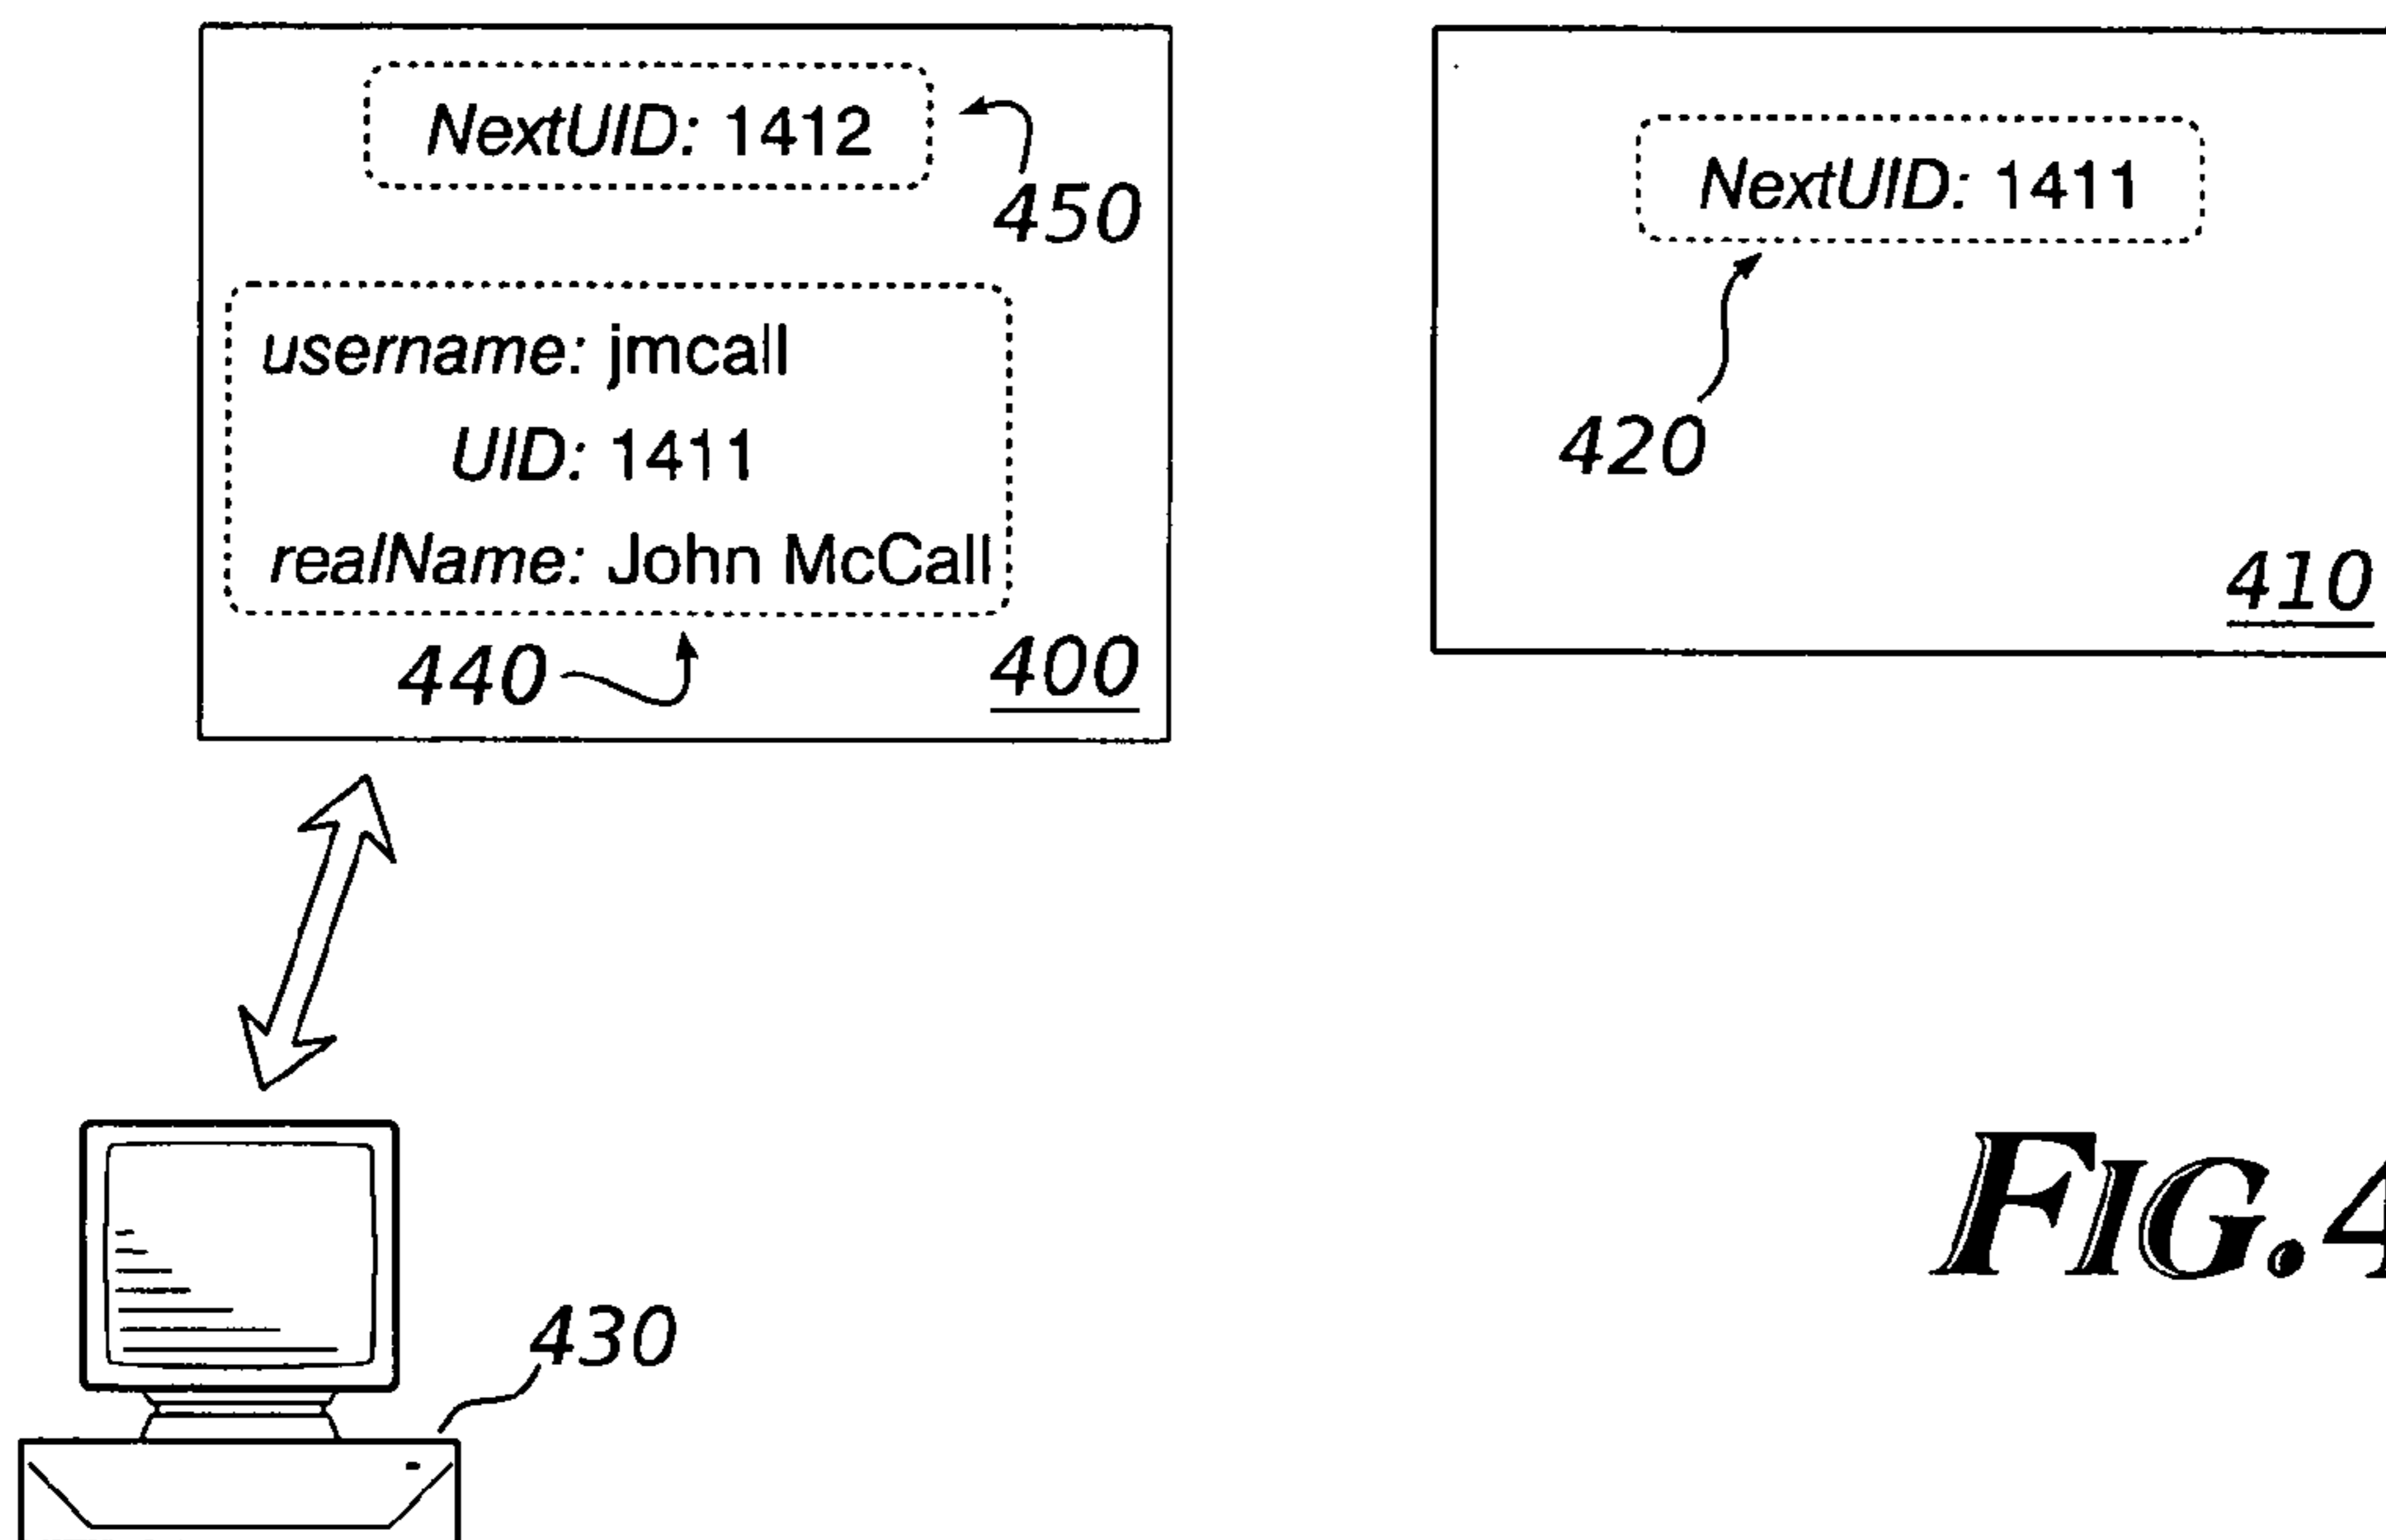 NextUID: 1412
450
username: jmcall
UID: 1411
realName: John McCall
440
400
NextUID: 1411
420
410
430
FIG.4